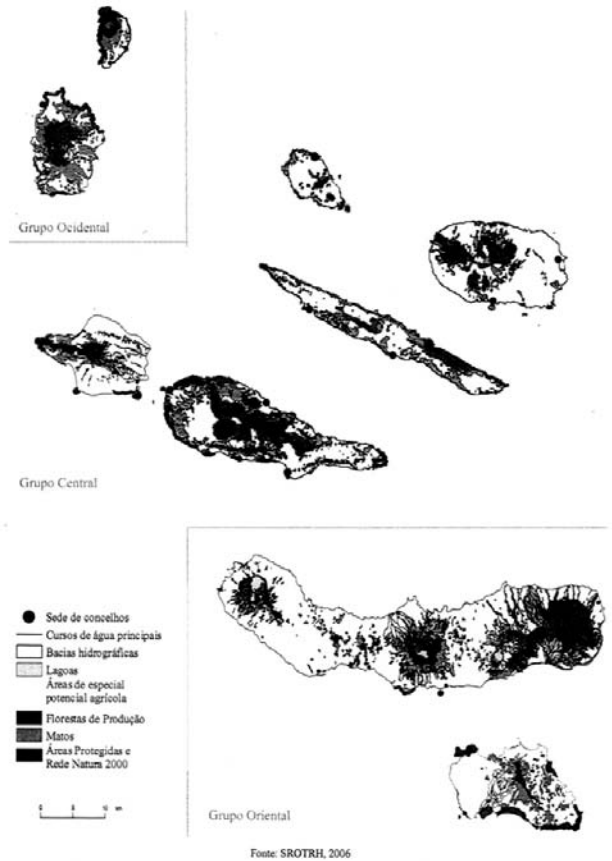 Grupo Ocidental
Grupo Central
Sede de concelhos
Cursos de água principais
Bacias hidrográficas
Lagoas
Áreas de especial
potencial agrícola
Florestas de Produção
Matos
Áreas Protegidas e
Rede Natura 2000
0
Grupo Oriental
Fonte: SROTRH, 2006